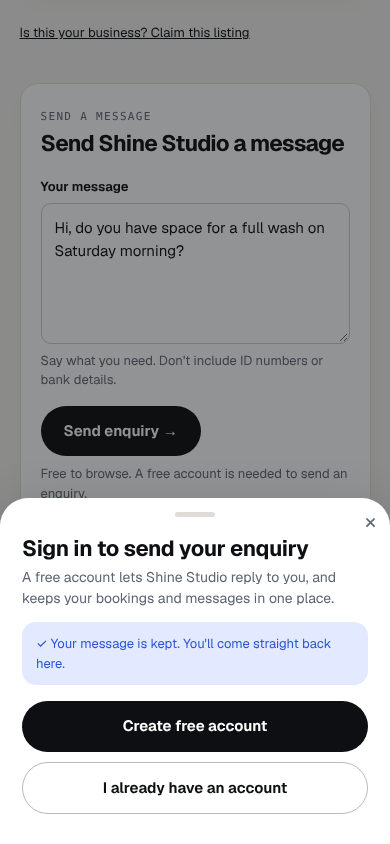 Is this your business? Claim this listing
SEND A MESSAGE
Send Shine Studio a message
Your message
Hi, do you have space for a full wash on
Saturday morning?
Say what you need. Don't include ID numbers or
bank details.
Send enquiry →
Free to browse. A free account is needed to send an
enquiry.
×
Sign in to send your enquiry
A free account lets Shine Studio reply to you, and
keeps your bookings and messages in one place.
✓ Your message is kept. You'll come straight back
here.
Create free account
I already have an account